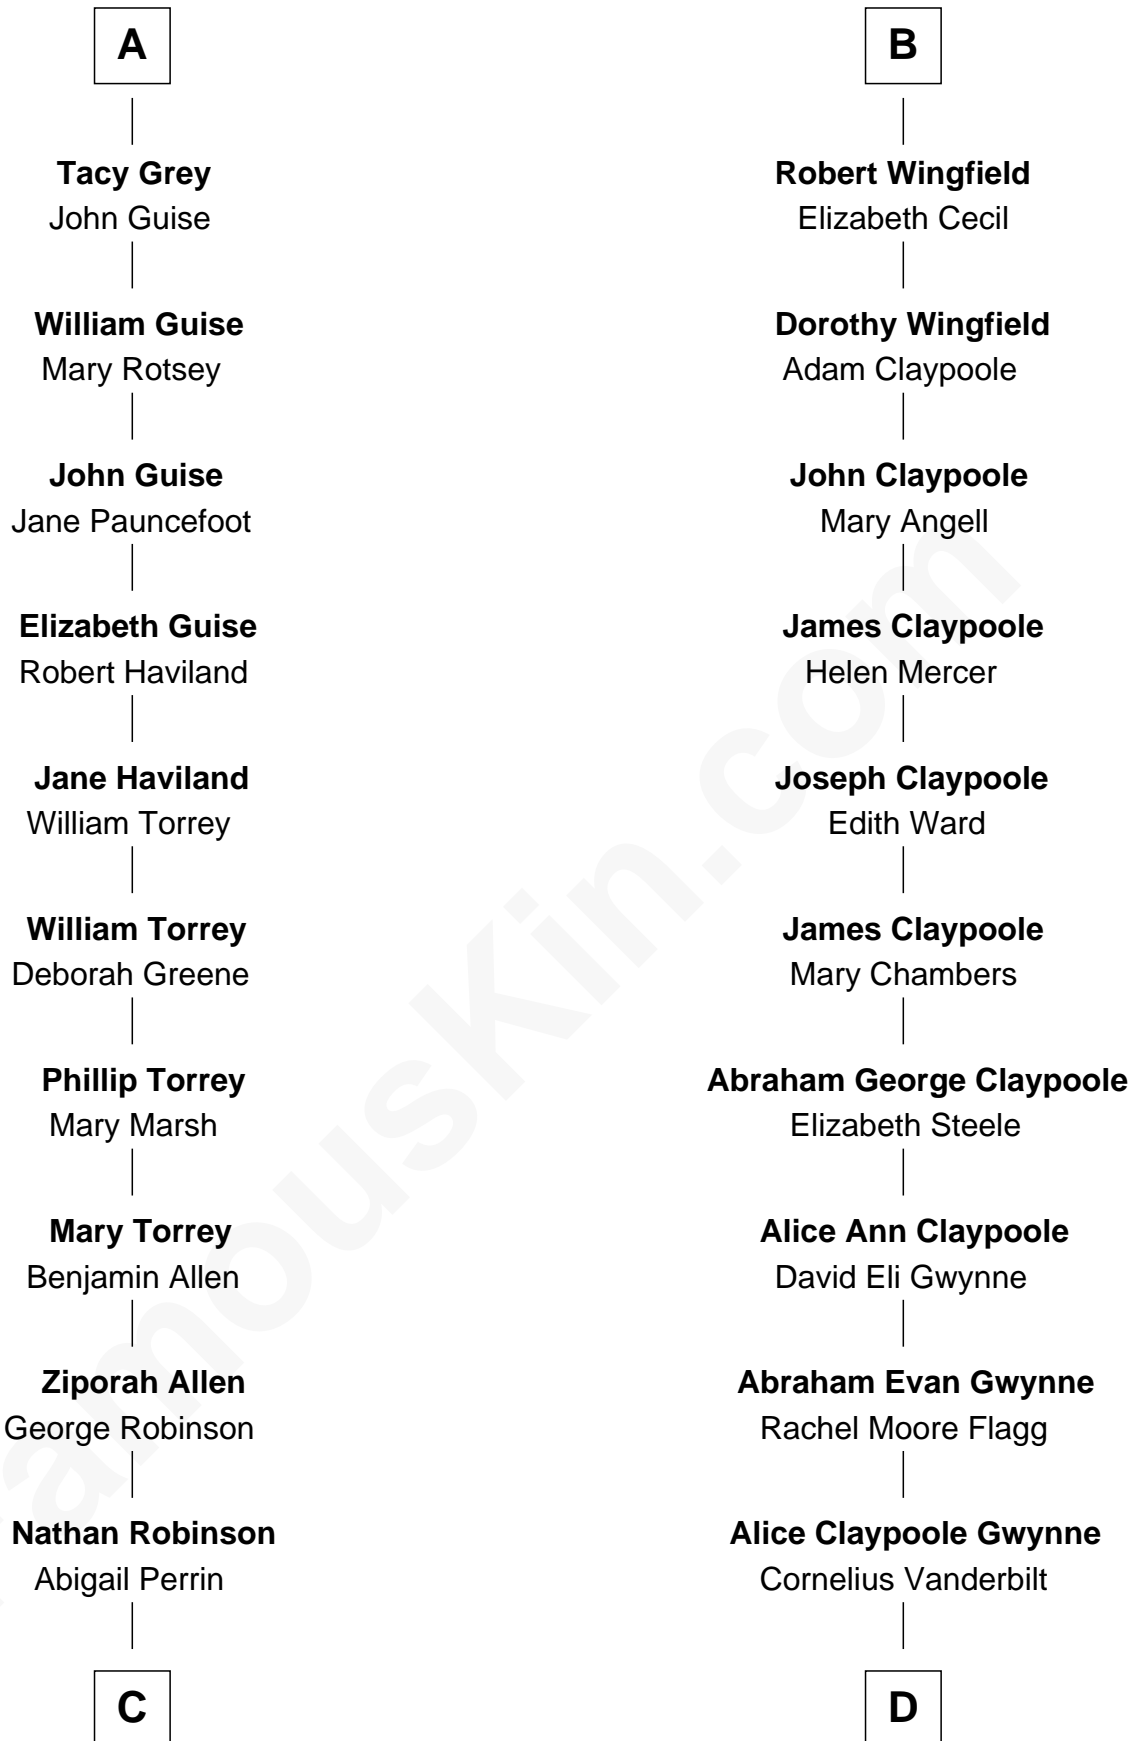 A
Tacy Grey
John Guise
William Guise
Mary Rotsey
John Guise
Jane Pauncefoot
Elizabeth Guise
Robert Haviland
Jane Haviland
William Torrey
William Torrey
Deborah Greene
Phillip Torrey
Mary Marsh
Mary Torrey
Benjamin Allen
Ziporah Allen
George Robinson
Nathan Robinson
Abigail Perrin
C
B
Robert Wingfield
Elizabeth Cecil
Dorothy Wingfield
Adam Claypoole
John Claypoole
Mary Angell
James Claypoole
Helen Mercer
Joseph Claypoole
Edith Ward
James Claypoole
Mary Chambers
Abraham George Claypoole
Elizabeth Steele
Alice Ann Claypoole
David Eli Gwynne
Abraham Evan Gwynne
Rachel Moore Flagg
Alice Claypoole Gwynne
Cornelius Vanderbilt
D
FamousKin.com